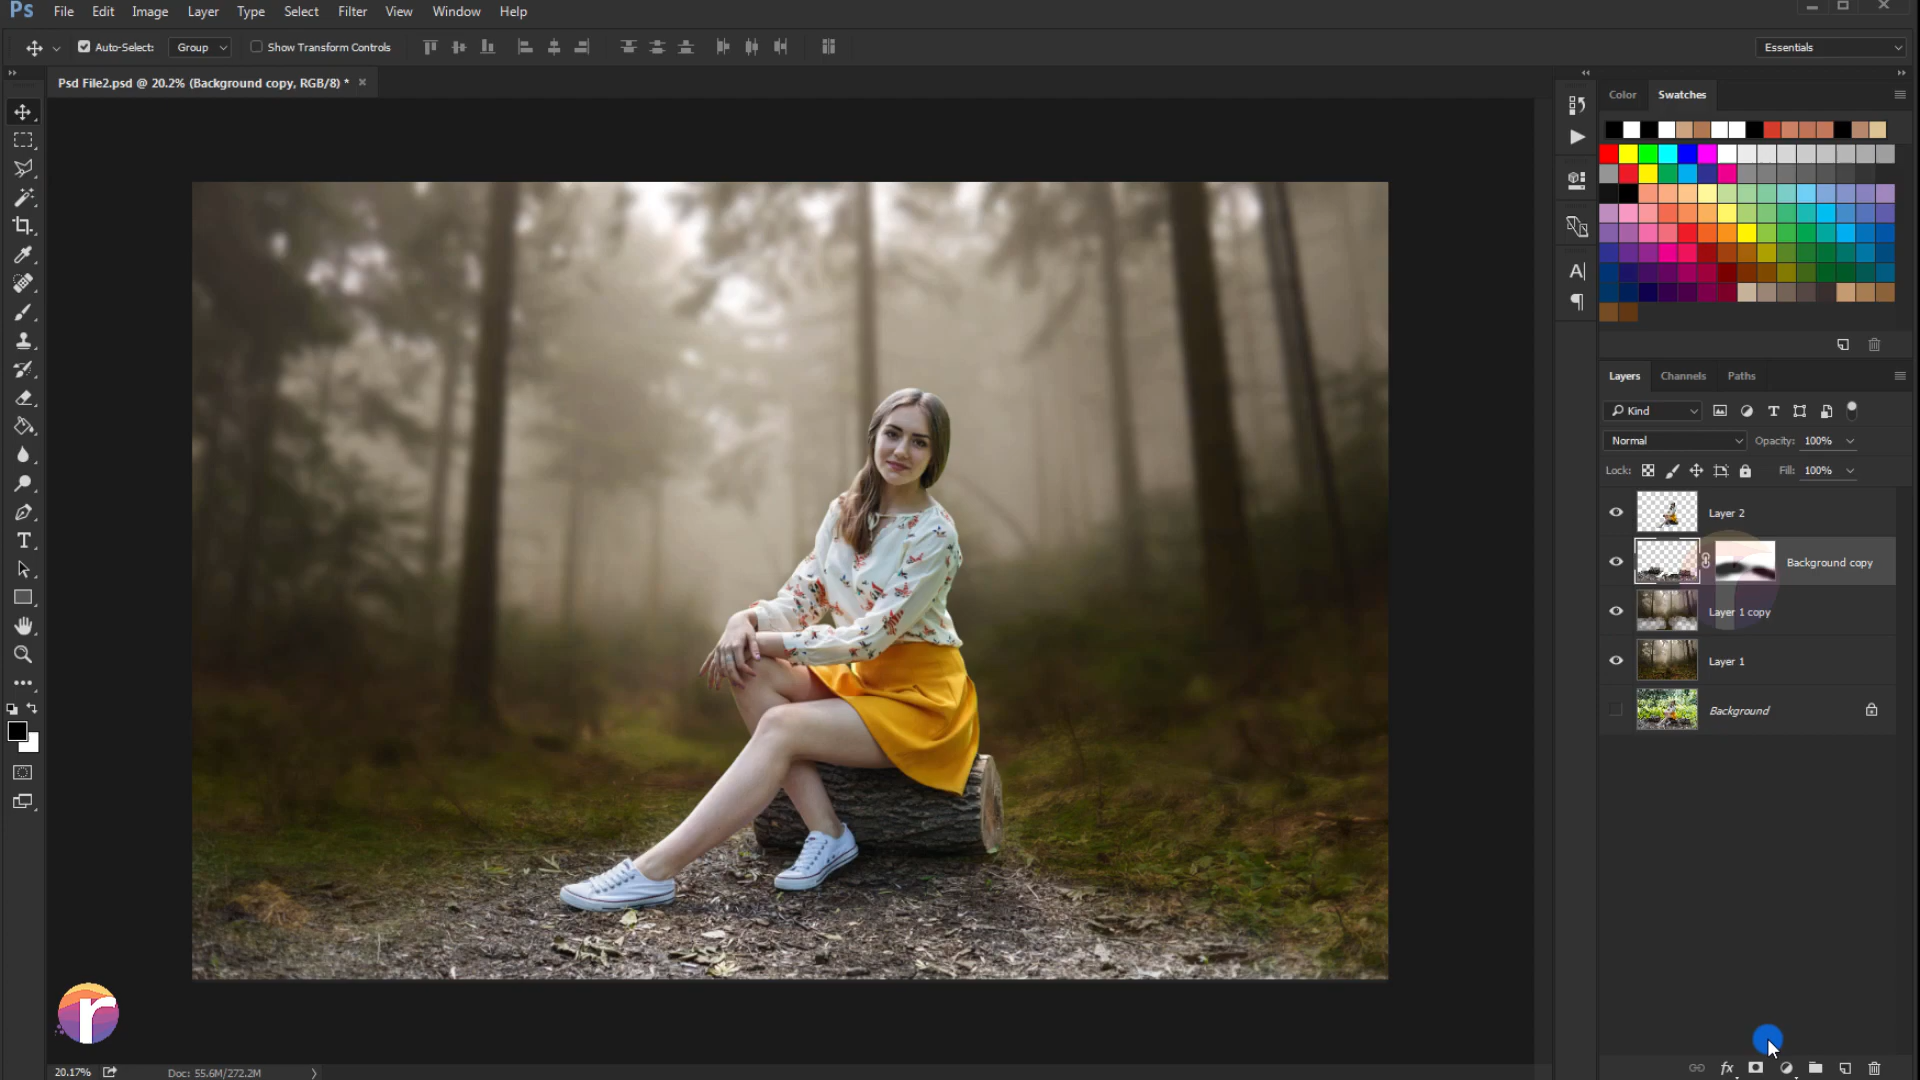 Ps File Edit Image Layer Type Select Filter View Window Help
Auto-Select: Group Show Transform Controls Essentials
Psd File2.psd @ 20.2% (Background copy, RGB/8) * ×
Color Swatches
Layers Channels Paths
Kind
Normal Opacity: 100%
Lock: Fill: 100%
Layer 2
Background copy
Layer 1 copy
Layer 1
Background
r
20.17% Doc: 55.6M/272.2M
fx